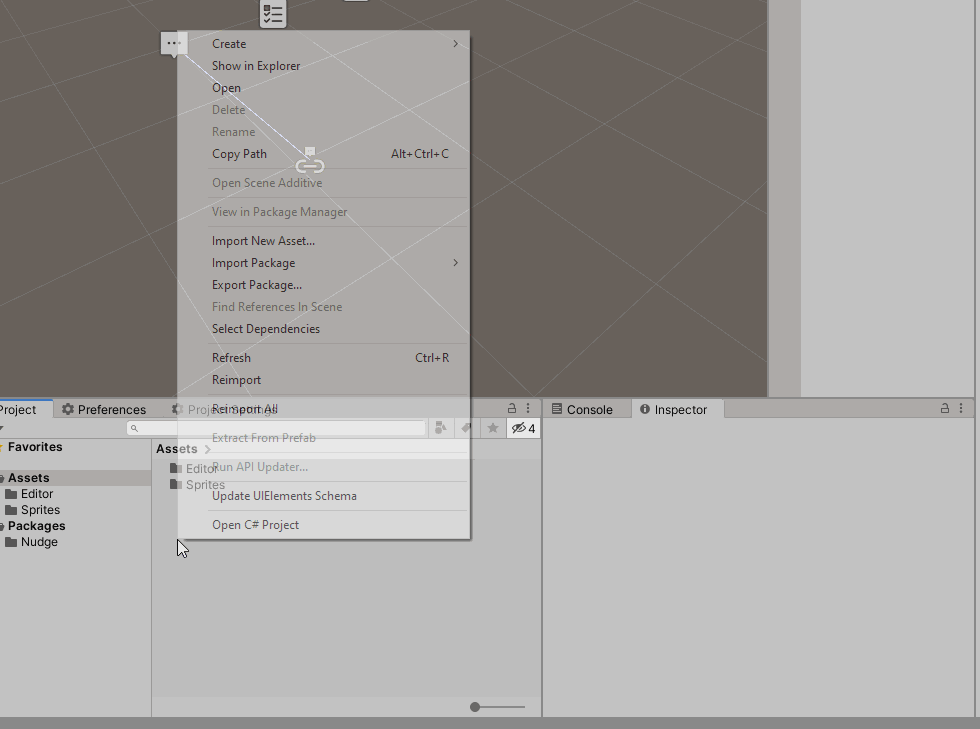 Create
Show in Explorer
Open
Delete
Rename
Copy Path Alt+Ctrl+C
Open Scene Additive
View in Package Manager
Import New Asset...
Import Package
Export Package...
Find References In Scene
Select Dependencies
Refresh Ctrl+R
Reimport
Project Preferences Project Settings Console Inspector
Reimport All
4
Extract From Prefab
Favorites
Assets
Run API Updater...
Editor
Assets
Sprites
Editor
Update UIElements Schema
Sprites
Packages
Open C# Project
Nudge